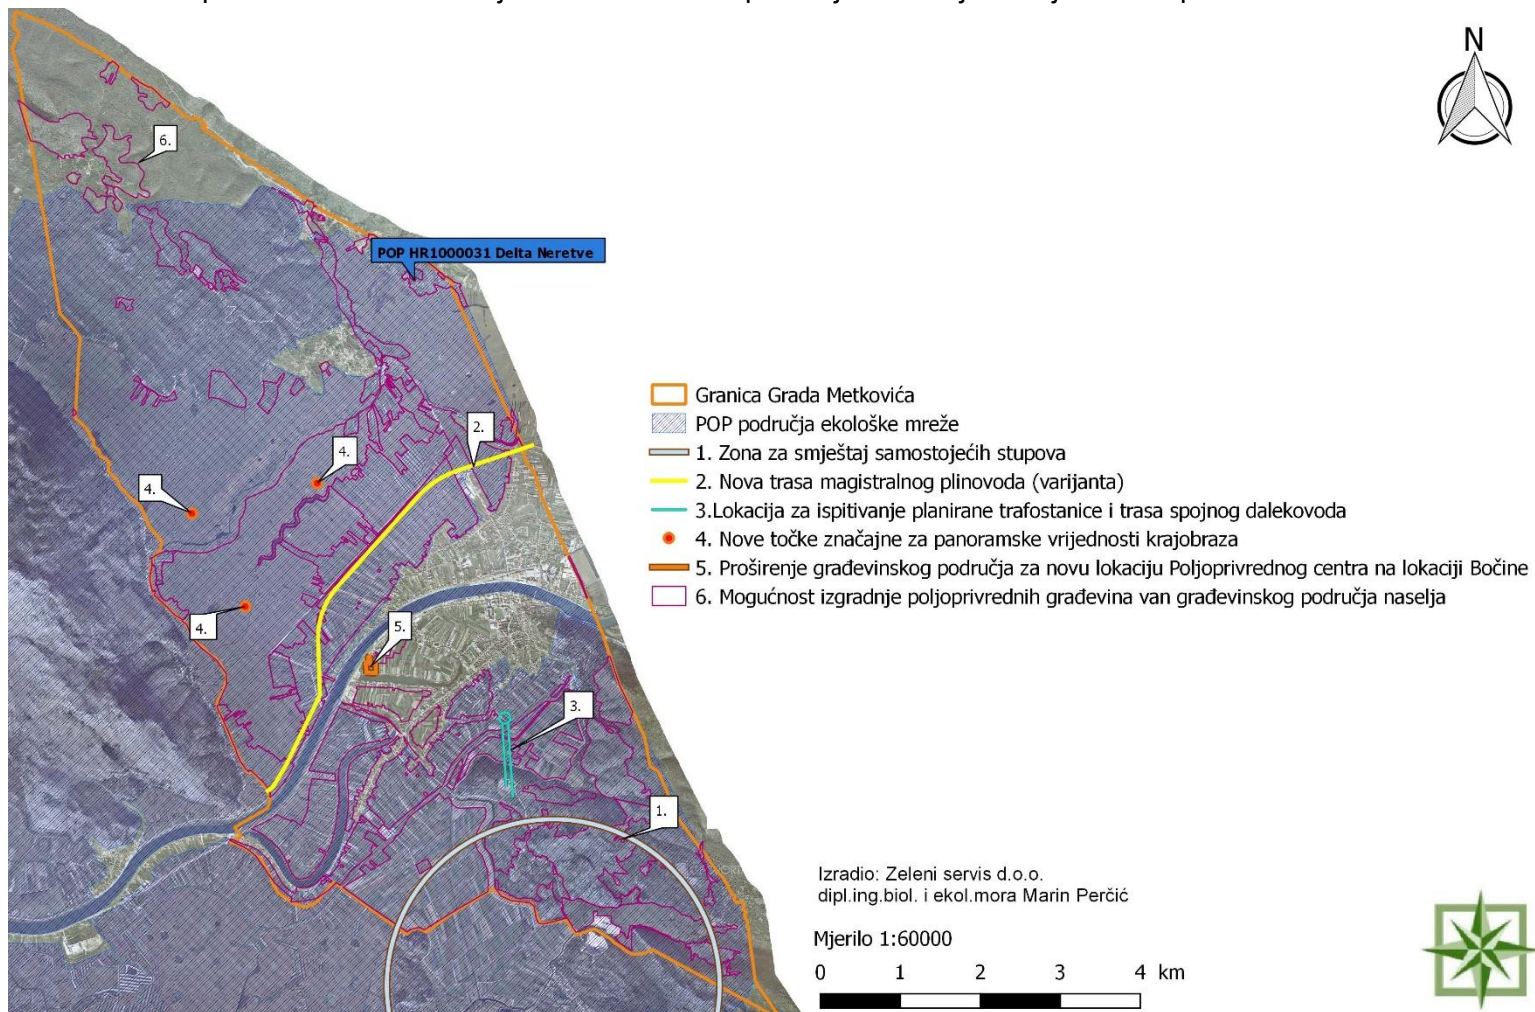 N
6.
POP HR1000031 Delta Neretve
2.
4.
4.
4.
5.
3.
1.
Granica Grada Metkovića
POP područja ekološke mreže
1. Zona za smještaj samostojećih stupova
2. Nova trasa magistralnog plinovoda (varijanta)
3.Lokacija za ispitivanje planirane trafostanice i trasa spojnog dalekovoda
4. Nove točke značajne za panoramske vrijednosti krajobraza
5. Proširenje građevinskog područja za novu lokaciju Poljoprivrednog centra na lokaciji Bočine
6. Mogućnost izgradnje poljoprivrednih građevina van građevinskog područja naselja
Izradio: Zeleni servis d.o.o.
dipl.ing.biol. i ekol.mora Marin Perčić
Mjerilo 1:60000
0 1 2 3 4 km